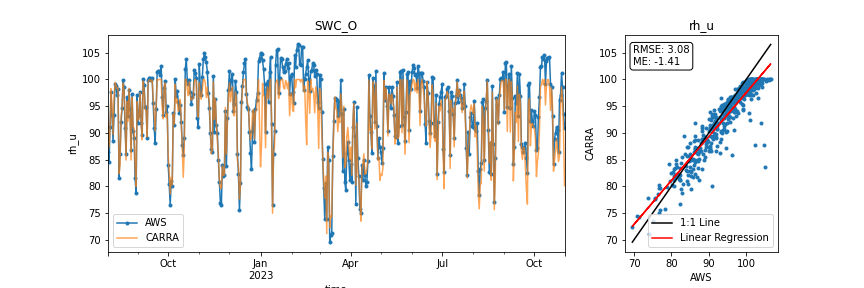 SWC_O
rh_u
105
100
95
90
85
80
75
70
AWS
CARRA
Oct
Jan
2023
Apr
Jul
Oct
time
rh_u
CARRA
105
100
95
90
85
80
75
70
RMSE: 3.08
ME: -1.41
1:1 Line
Linear Regression
70
80
90
100
AWS